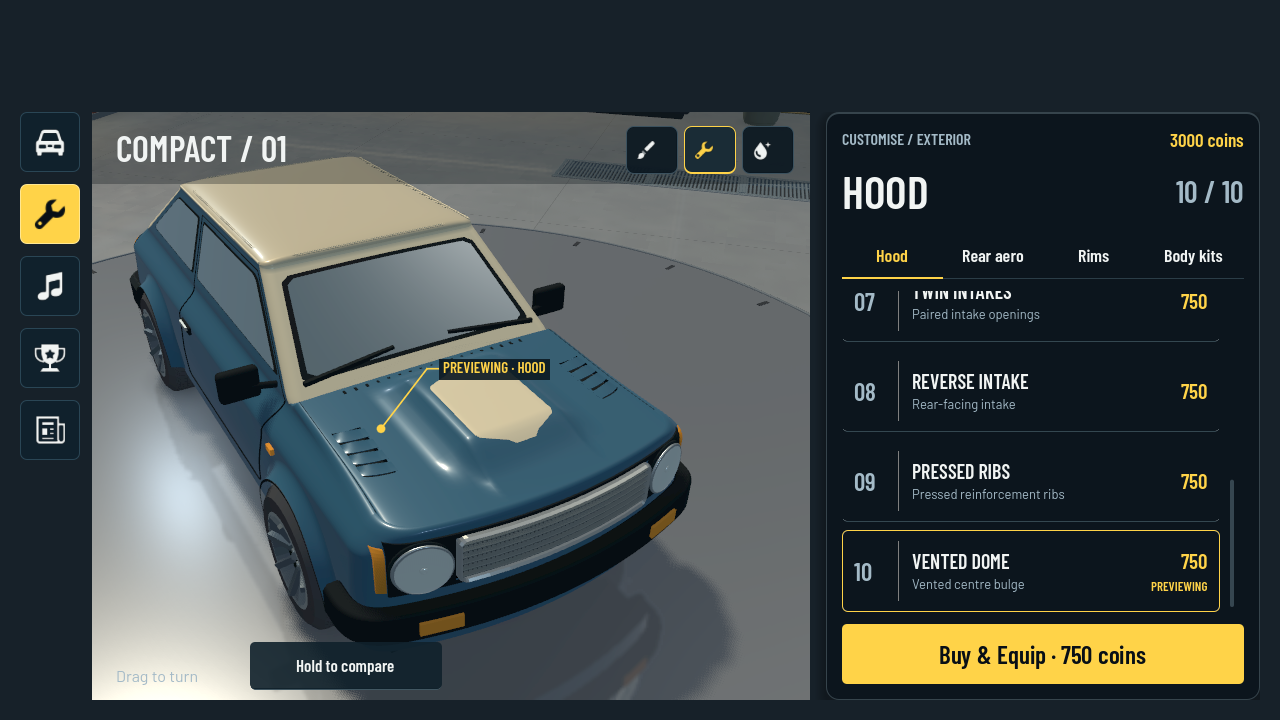 COMPACT / 01
PREVIEWING · HOOD
Drag to turn
Hold to compare
CUSTOMISE / EXTERIOR
3000 coins
HOOD
10 / 10
Hood
Rear aero
Rims
Body kits
07
TWIN INTAKES
Paired intake openings
750
08
REVERSE INTAKE
Rear-facing intake
750
09
PRESSED RIBS
Pressed reinforcement ribs
750
10
VENTED DOME
Vented centre bulge
750
PREVIEWING
Buy & Equip · 750 coins